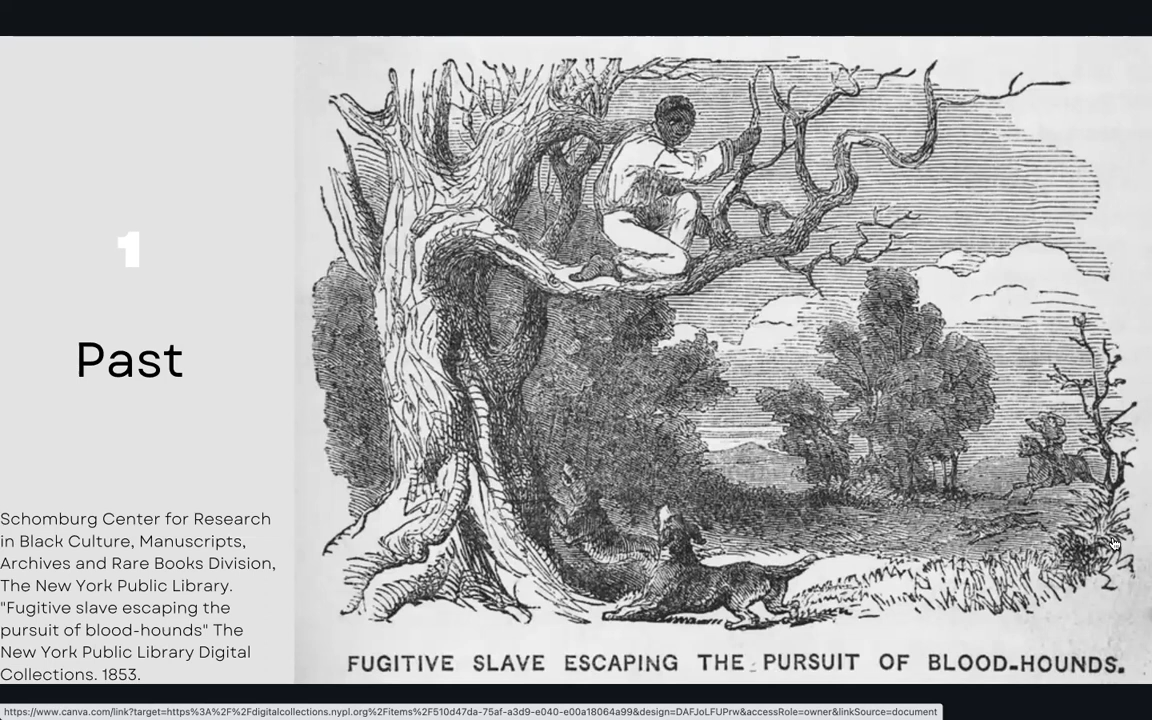 1
Past
Schomburg Center for Research
in Black Culture, Manuscripts,
Archives and Rare Books Division,
The New York Public Library.
"Fugitive slave escaping the
pursuit of blood-hounds" The
New York Public Library Digital
Collections. 1853.
FUGITIVE SLAVE ESCAPING THE PURSUIT OF BLOOD-HOUNDS.
https://www.canva.com/link?target=https%3A%2F%2Fdigitalcollections.nypl.org%2Fitems%2F510d47da-75af-a3d9-e040-e00a18064a99&design=DAFJoLFUPrw&accessRole=owner&linkSource=document